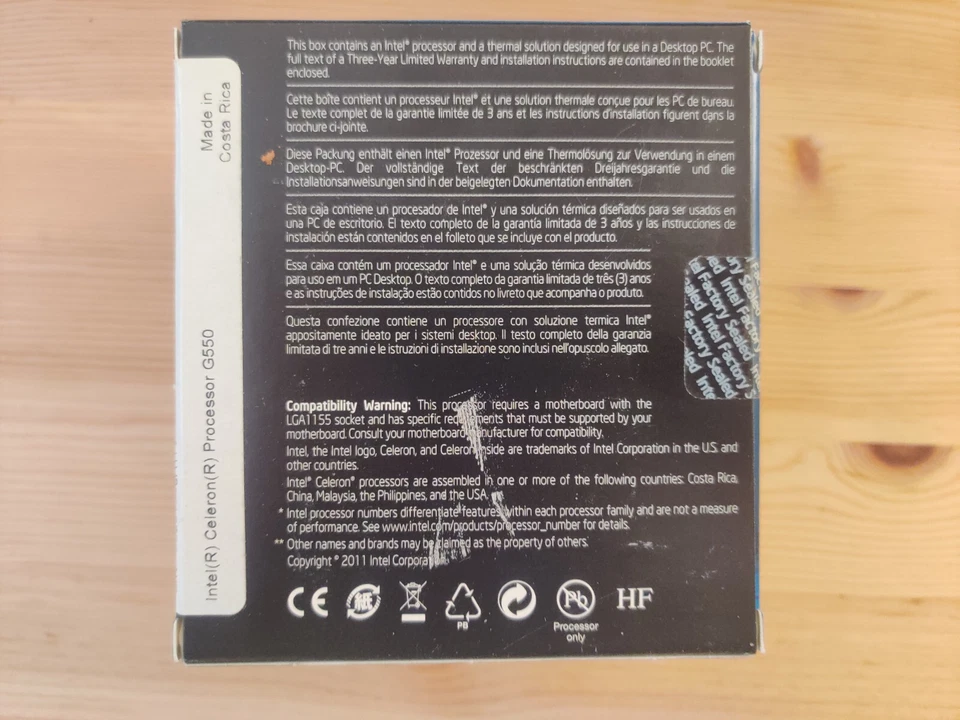 Made in
Costa Rica
Intel(R) Celeron(R) Processor G550
This box contains an Intel® processor and a thermal solution designed for use in a Desktop PC. The
full text of a Three-Year Limited Warranty and installation instructions are contained in the booklet
enclosed.
Cette boîte contient un processeur Intel® et une solution thermale conçue pour les PC de bureau.
Le texte complet de la garantie limitée de 3 ans et les instructions d'installation figurent dans la
brochure ci-jointe.
Diese Packung enthält einen Intel® Prozessor und eine Thermolösung zur Verwendung in einem
Desktop-PC. Der vollständige Text der beschränkten Dreijahresgarantie und die
Installationsanweisungen sind in der beigelegten Dokumentation enthalten.
Esta caja contiene un procesador de Intel® y una solución térmica diseñados para ser usados en
una PC de escritorio. El texto completo de la garantía limitada de 3 años y las instrucciones de
instalación están contenidos en el folleto que se incluye con el producto.
Essa caixa contém um processador Intel® e uma solução térmica desenvolvidos
para uso em um PC Desktop. O texto completo da garantia limitada de três (3) anos
e as instruções de instalação estão contidos no livreto que acompanha o produto.
Questa confezione contiene un processore con soluzione termica Intel®
appositamente ideato per i sistemi desktop. Il testo completo della garanzia
limitata di tre anni e le istruzioni di installazione sono inclusi nell'opuscolo allegato.
Intel Factory Sealed
Compatibility Warning: This processor requires a motherboard with the
LGA1155 socket and has specific requirements that must be supported by your
motherboard. Consult your motherboard manufacturer for compatibility.
Intel, the Intel logo, Celeron, and Celeron Inside are trademarks of Intel Corporation in the U.S. and
other countries.
Intel® Celeron® processors are assembled in one or more of the following countries: Costa Rica,
China, Malaysia, the Philippines, and the USA.
* Intel processor numbers differentiate features within each processor family and are not a measure
of performance. See www.intel.com/products/processor_number for details.
** Other names and brands may be claimed as the property of others.
Copyright © 2011 Intel Corporation
CE 紙 PB Pb HF
Processor
only